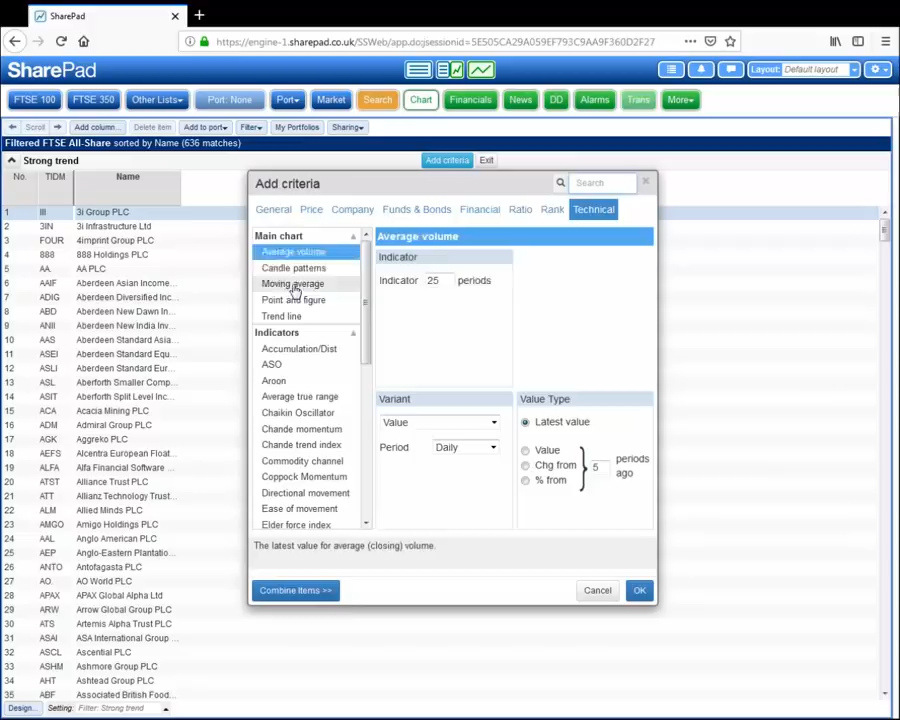 SharePad
https://engine-1.sharepad.co.uk/SSWeb/app.do;jsessionid=5E505CA29A059EF793C9AA9F360D2F27
SharePad
Layout: Default layout
FTSE 100 FTSE 350 Other Lists Port: None Port Market Search Chart Financials News DD Alarms Trans More
Scroll Add column... Delete item Add to port Filter My Portfolios Sharing
Filtered FTSE All-Share sorted by Name (636 matches)
Strong trend Add criteria Exit
No. TIDM Name
1 III 3i Group PLC
2 3IN 3i Infrastructure Ltd
3 FOUR 4imprint Group PLC
4 888 888 Holdings PLC
5 AA. AA PLC
6 AAIF Aberdeen Asian Income...
7 ADIG Aberdeen Diversified Inc...
8 ABD Aberdeen New Dawn In...
9 ANII Aberdeen New India Inv...
10 AAS Aberdeen Standard Asia...
11 ASEI Aberdeen Standard Equ...
12 ASLI Aberdeen Standard Eur...
13 ASL Aberforth Smaller Comp...
14 ASIT Aberforth Split Level Inc...
15 ACA Acacia Mining PLC
16 ADM Admiral Group PLC
17 AGK Aggreko PLC
18 AEFS Alcentra European Float...
19 ALFA Alfa Financial Software ...
20 ATST Alliance Trust PLC
21 ATT Allianz Technology Trust...
22 ALM Allied Minds PLC
23 AMGO Amigo Holdings PLC
24 AAL Anglo American PLC
25 AEP Anglo-Eastern Plantatio...
26 ANTO Antofagasta PLC
27 AO. AO World PLC
28 APAX APAX Global Alpha Ltd
29 ARW Arrow Global Group PLC
30 ATS Artemis Alpha Trust PLC
31 ASAI ASA International Group ...
32 ASCL Ascential PLC
33 ASHM Ashmore Group PLC
34 AHT Ashtead Group PLC
35 ABF Associated British Food...
Design... Setting: Filter: Strong trend
Add criteria Search
General Price Company Funds & Bonds Financial Ratio Rank Technical
Main chart
Average volume
Candle patterns
Moving average
Point and figure
Trend line
Indicators
Accumulation/Dist
ASO
Aroon
Average true range
Chaikin Oscillator
Chande momentum
Chande trend index
Commodity channel
Coppock Momentum
Directional movement
Ease of movement
Elder force index
Average volume
Indicator
Indicator 25 periods
Variant
Value
Period Daily
Value Type
Latest value
Value
Chg from
% from
5 periods ago
The latest value for average (closing) volume.
Combine Items >> Cancel OK